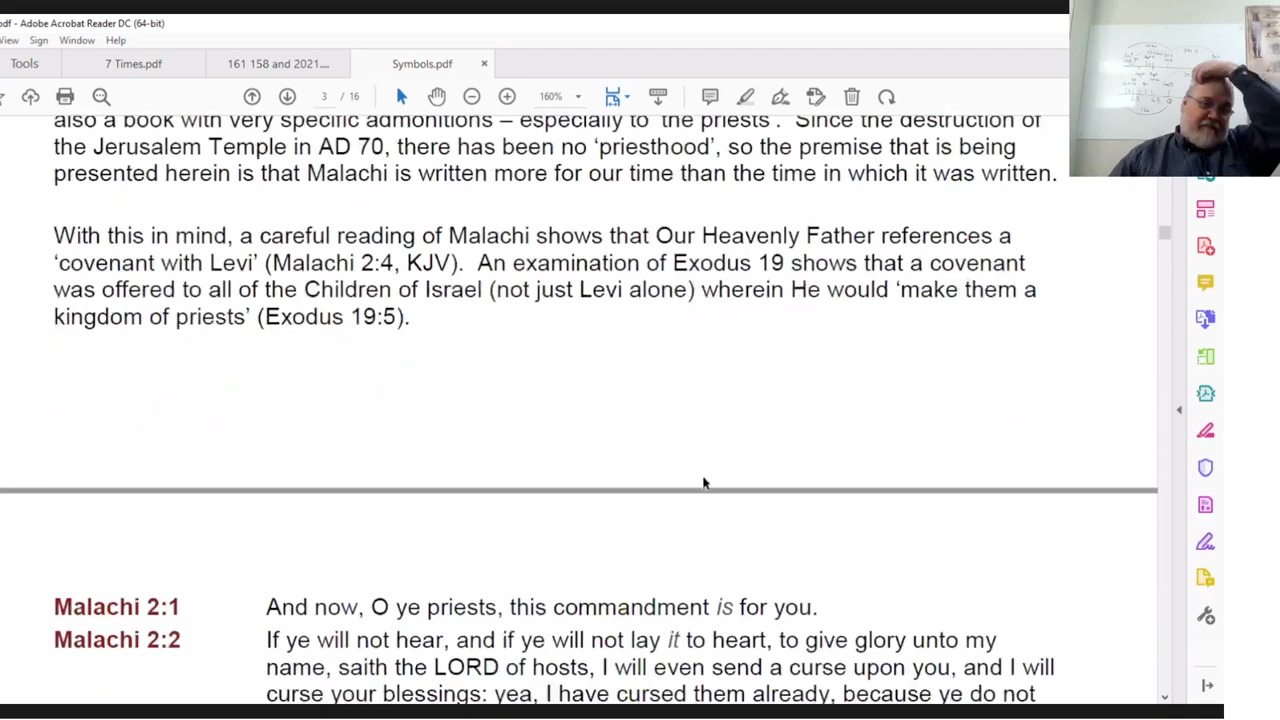 pdf - Adobe Acrobat Reader DC (64-bit)
View Sign Window Help
Tools 7 Times.pdf 161 158 and 2021.... Symbols.pdf ×
3 / 16 160%
also a book with very specific admonitions – especially to 'the priests'. Since the destruction of
the Jerusalem Temple in AD 70, there has been no ‘priesthood’, so the premise that is being
presented herein is that Malachi is written more for our time than the time in which it was written.
With this in mind, a careful reading of Malachi shows that Our Heavenly Father references a
‘covenant with Levi’ (Malachi 2:4, KJV). An examination of Exodus 19 shows that a covenant
was offered to all of the Children of Israel (not just Levi alone) wherein He would ‘make them a
kingdom of priests’ (Exodus 19:5).
Malachi 2:1 And now, O ye priests, this commandment is for you.
Malachi 2:2 If ye will not hear, and if ye will not lay it to heart, to give glory unto my
name, saith the LORD of hosts, I will even send a curse upon you, and I will
curse your blessings: yea, I have cursed them already, because ye do not